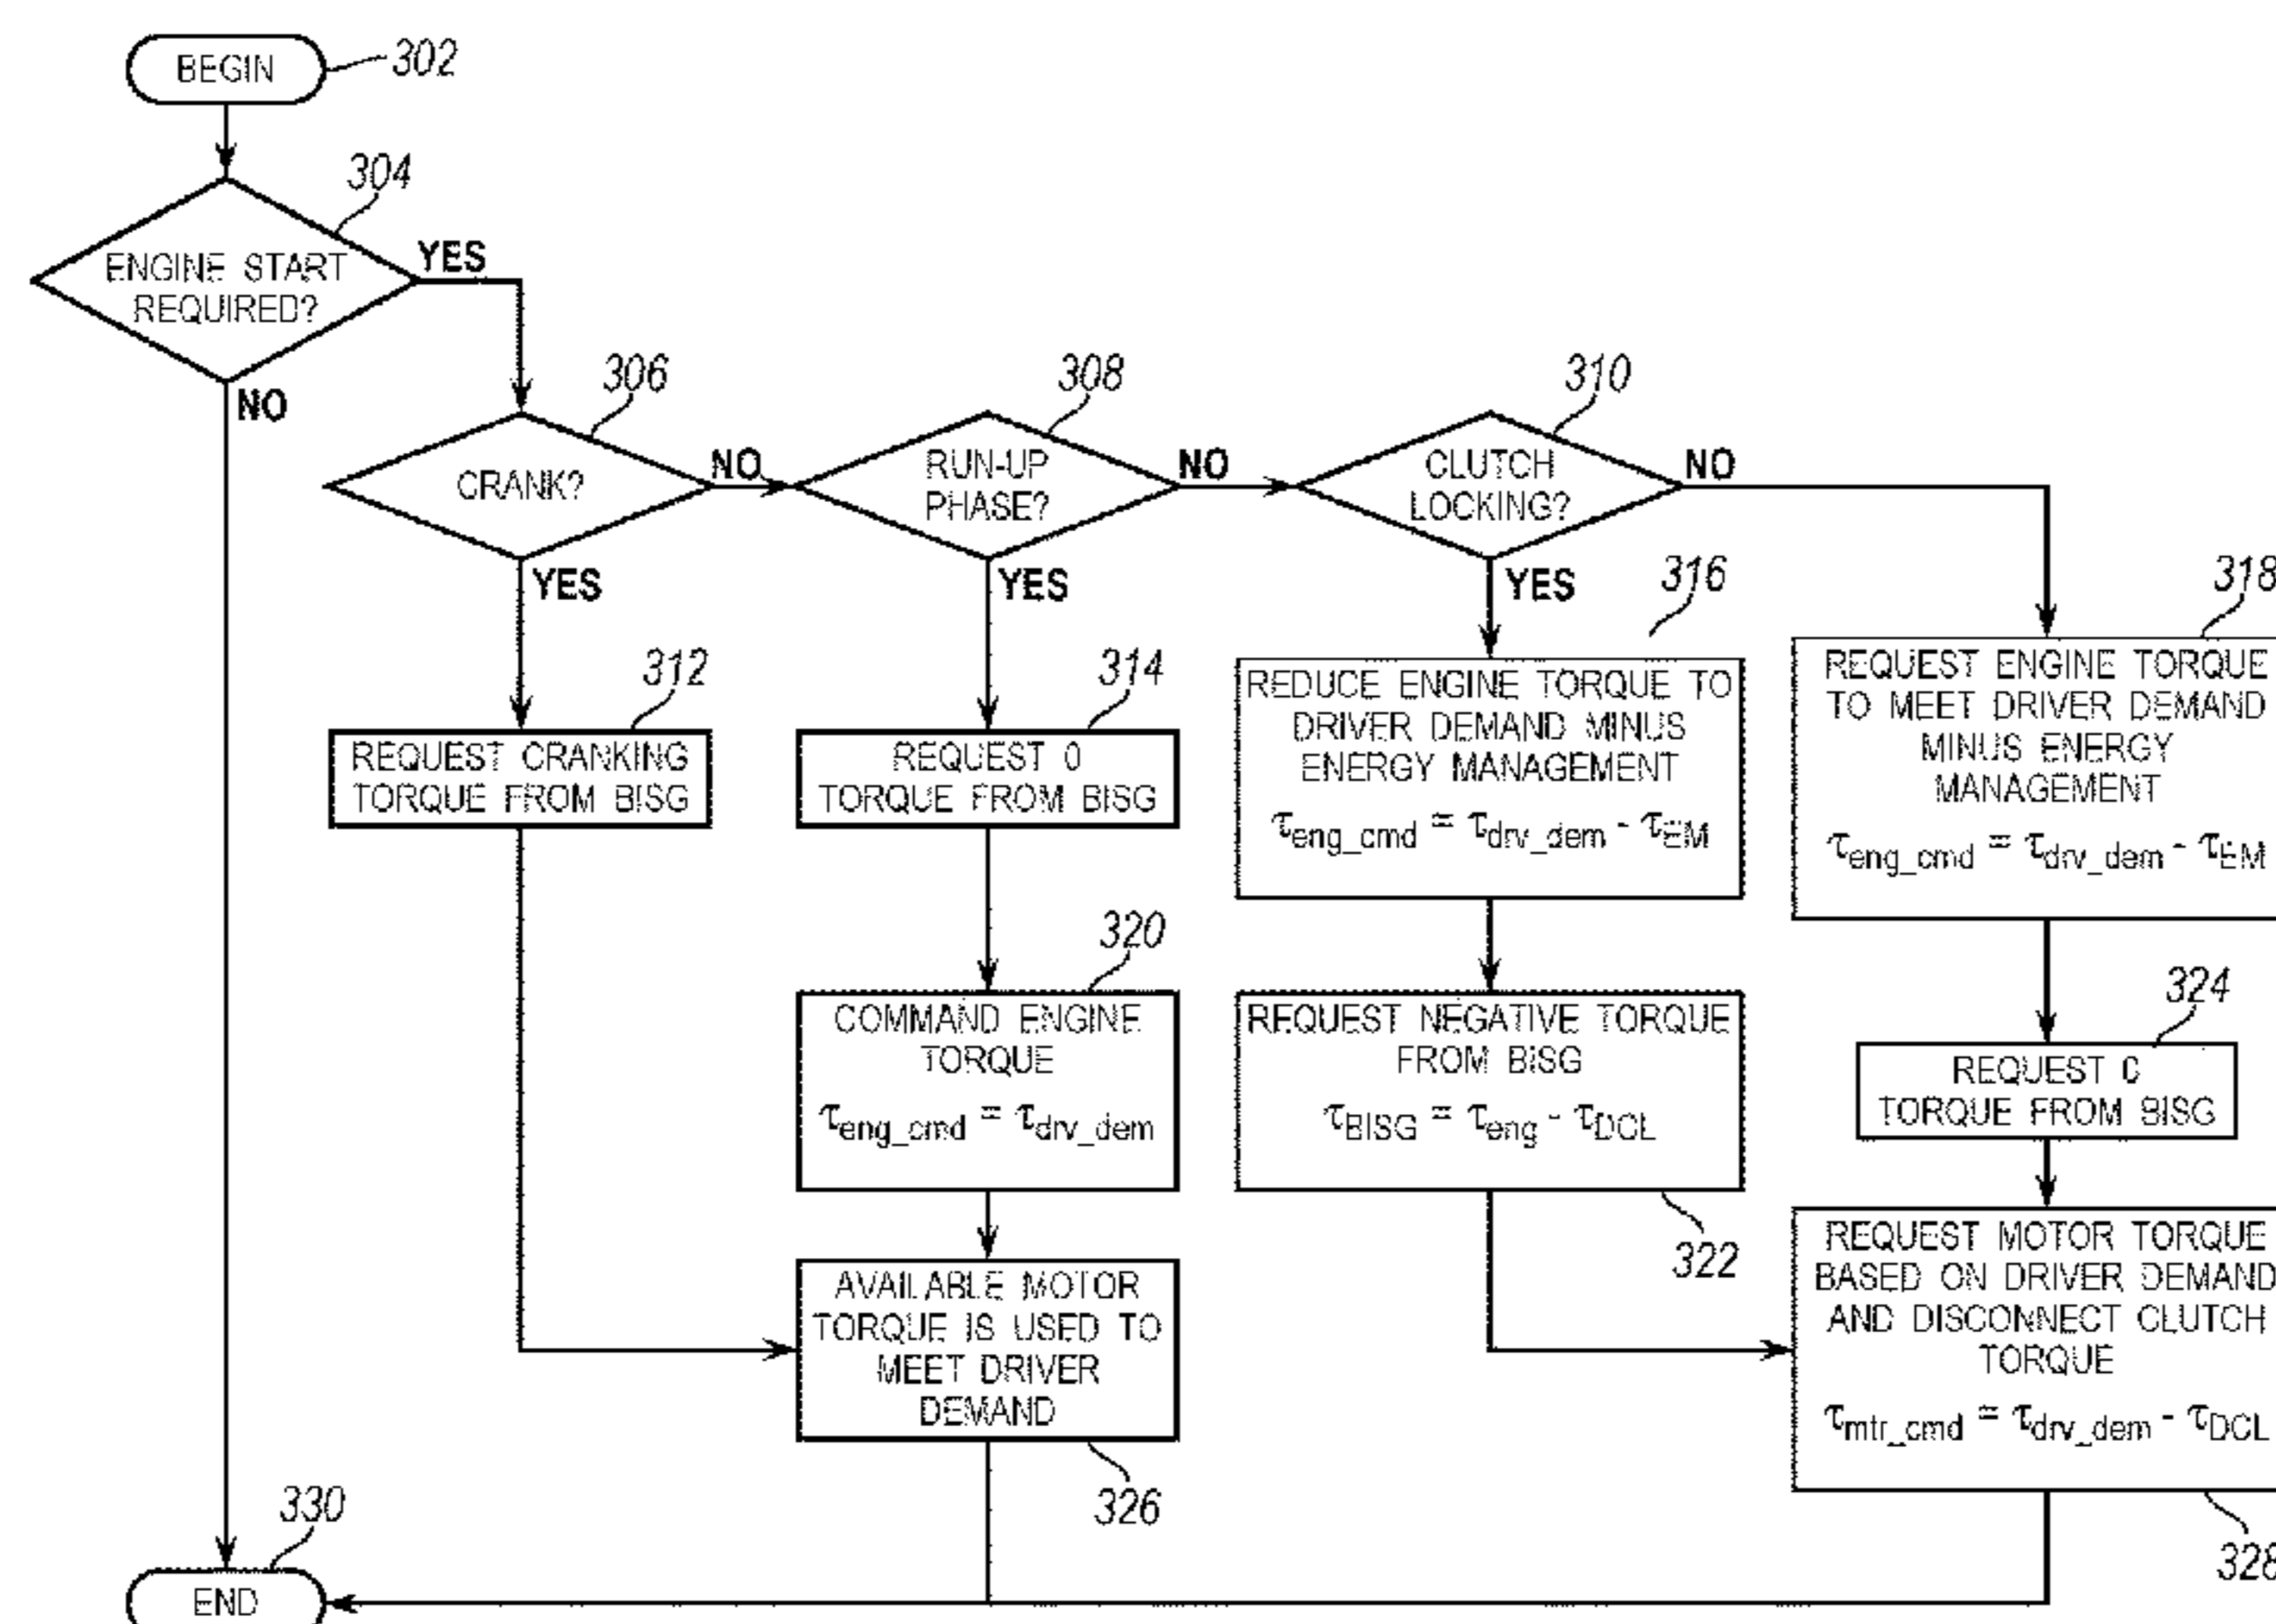 BEGIN
302
304
ENGINE START
REQUIRED?
YES
NO
306
CRANK?
NO
YES
308
RUN-UP
PHASE?
NO
YES
310
CLUTCH
LOCKING?
NO
YES
312
REQUEST CRANKING
TORQUE FROM BISG
314
REQUEST 0
TORQUE FROM BISG
316
REDUCE ENGINE TORQUE TO
DRIVER DEMAND MINUS
ENERGY MANAGEMENT
τeng_cmd = τdrv_dem - τEM
318
REQUEST ENGINE TORQUE
TO MEET DRIVER DEMAND
MINUS ENERGY
MANAGEMENT
τeng_cmd = τdrv_dem - τEM
320
COMMAND ENGINE
TORQUE
τeng_cmd = τdrv_dem
REQUEST NEGATIVE TORQUE
FROM BISG
τBISG = τeng - τDCL
322
324
REQUEST 0
TORQUE FROM BISG
AVAILABLE MOTOR
TORQUE IS USED TO
MEET DRIVER
DEMAND
326
REQUEST MOTOR TORQUE
BASED ON DRIVER DEMAND
AND DISCONNECT CLUTCH
TORQUE
τmtr_cmd = τdrv_dem - τDCL
328
330
END